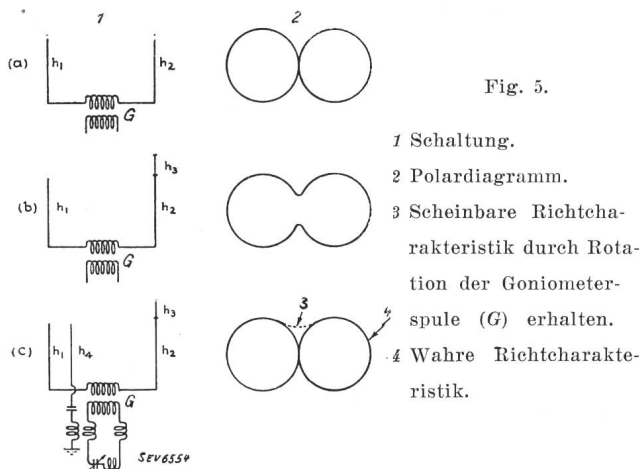 1 2
(a) h₁ h₂ G
(b) h₁ h₃ h₂ G
(c) h₁ h₄ h₃ h₂ G
3 4
SEV6554
Fig. 5.
1 Schaltung.
2 Polardiagramm.
3 Scheinbare Richtcha-
rakteristik durch Rota-
tion der Goniometer-
spule (G) erhalten.
4 Wahre Richtcharakte-
ristik.